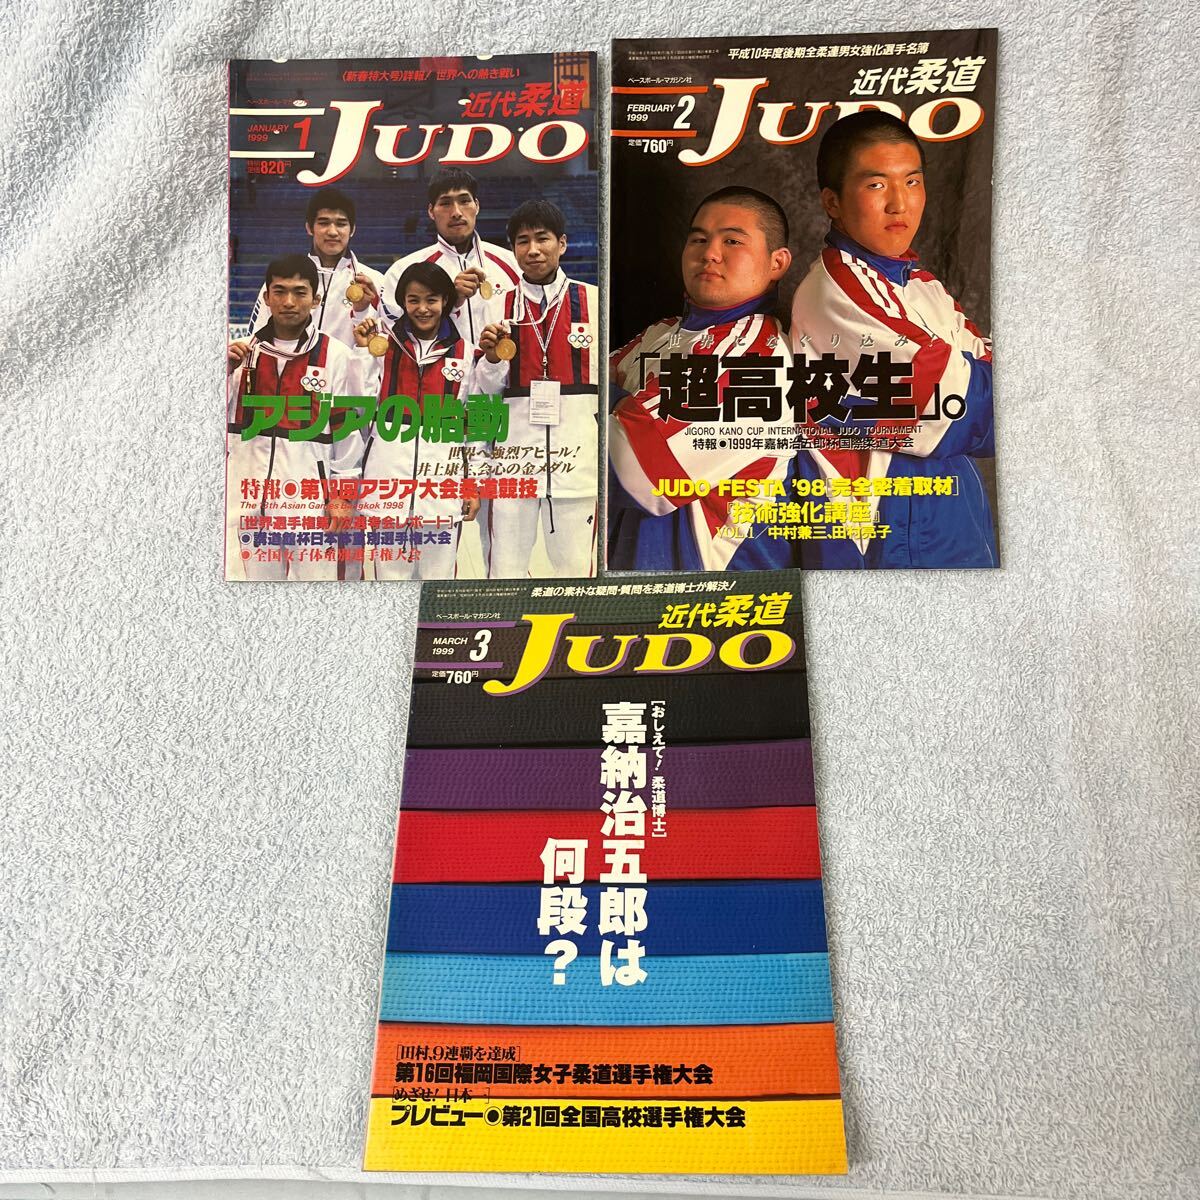 〈新春特大号〉詳報！世界への熱き戦い
ベースボール・マガジン
近代柔道
JANUARY
1999
1
JUDO
特別
定価820円
アジアの胎動
世界へ強烈アピール！
井上康生、会心の金メダル
特報●第13回アジア大会柔道競技
The 13th Asian Games Bangkok 1998
●講道館杯日本体重別選手権大会
●全国女子体重別選手権大会
平成10年度後期全柔連男女強化選手名簿
ベースボール・マガジン社
近代柔道
FEBRUARY
1999
2
JUDO
定価760円
世界になぐり込み！
「超高校生」。
JIGORO KANO CUP INTERNATIONAL JUDO TOURNAMENT
特報●1999年嘉納治五郎杯国際柔道大会
JUDO FESTA '98［完全密着取材］
『技術強化講座』
VOL.1／中村兼三、田村亮子
柔道の素朴な疑問・質問を柔道博士が解決！
ベースボール・マガジン社
近代柔道
MARCH
1999
3
JUDO
定価760円
［おしえて！柔道博士］
嘉納治五郎は
何段？
［田村、9連覇を達成］
第16回福岡国際女子柔道選手権大会
［めざせ！日本一］
プレビュー●第21回全国高校選手権大会